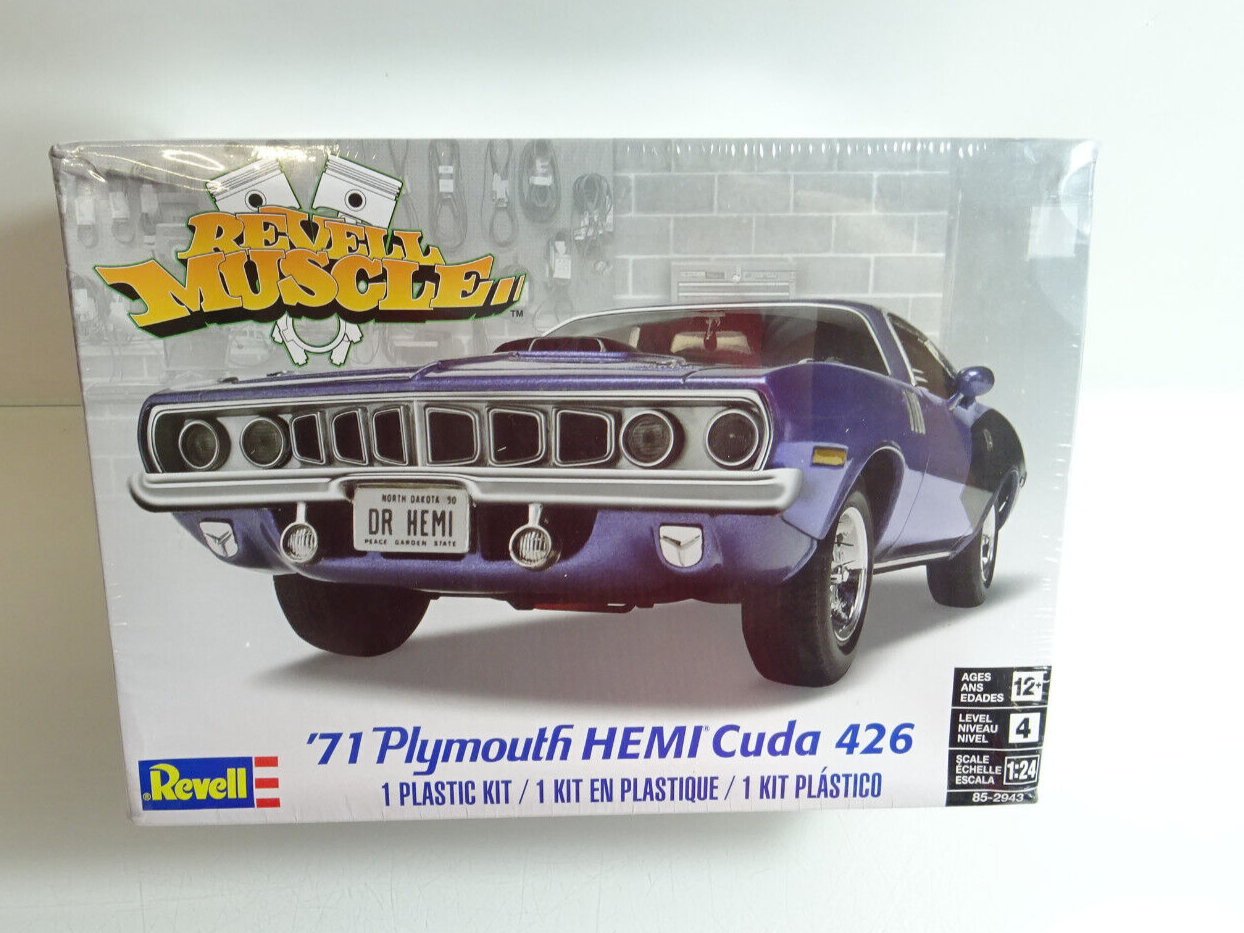 REVELL
MUSCLE
™
NORTH DAKOTA 90
DR HEMI
PEACE GARDEN STATE
'71 Plymouth HEMI® Cuda 426
1 PLASTIC KIT / 1 KIT EN PLASTIQUE / 1 KIT PLÁSTICO
®Revell
AGES
ANS
EDADES
12+
LEVEL
NIVEAU
NIVEL
4
SCALE
ÉCHELLE
ESCALA
1:24
85-2943